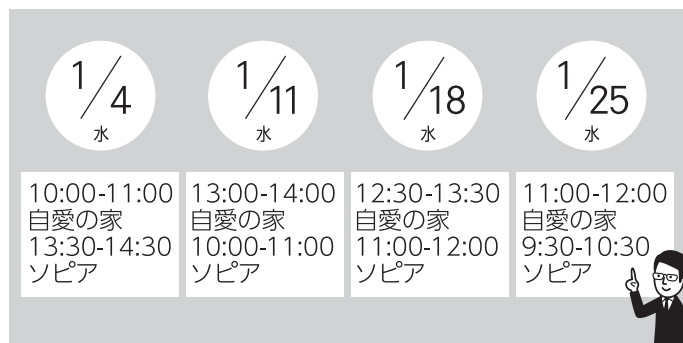 1/4
水
10:00-11:00
自愛の家
13:30-14:30
ソピア
1/11
水
13:00-14:00
自愛の家
10:00-11:00
ソピア
1/18
水
12:30-13:30
自愛の家
11:00-12:00
ソピア
1/25
水
11:00-12:00
自愛の家
9:30-10:30
ソピア